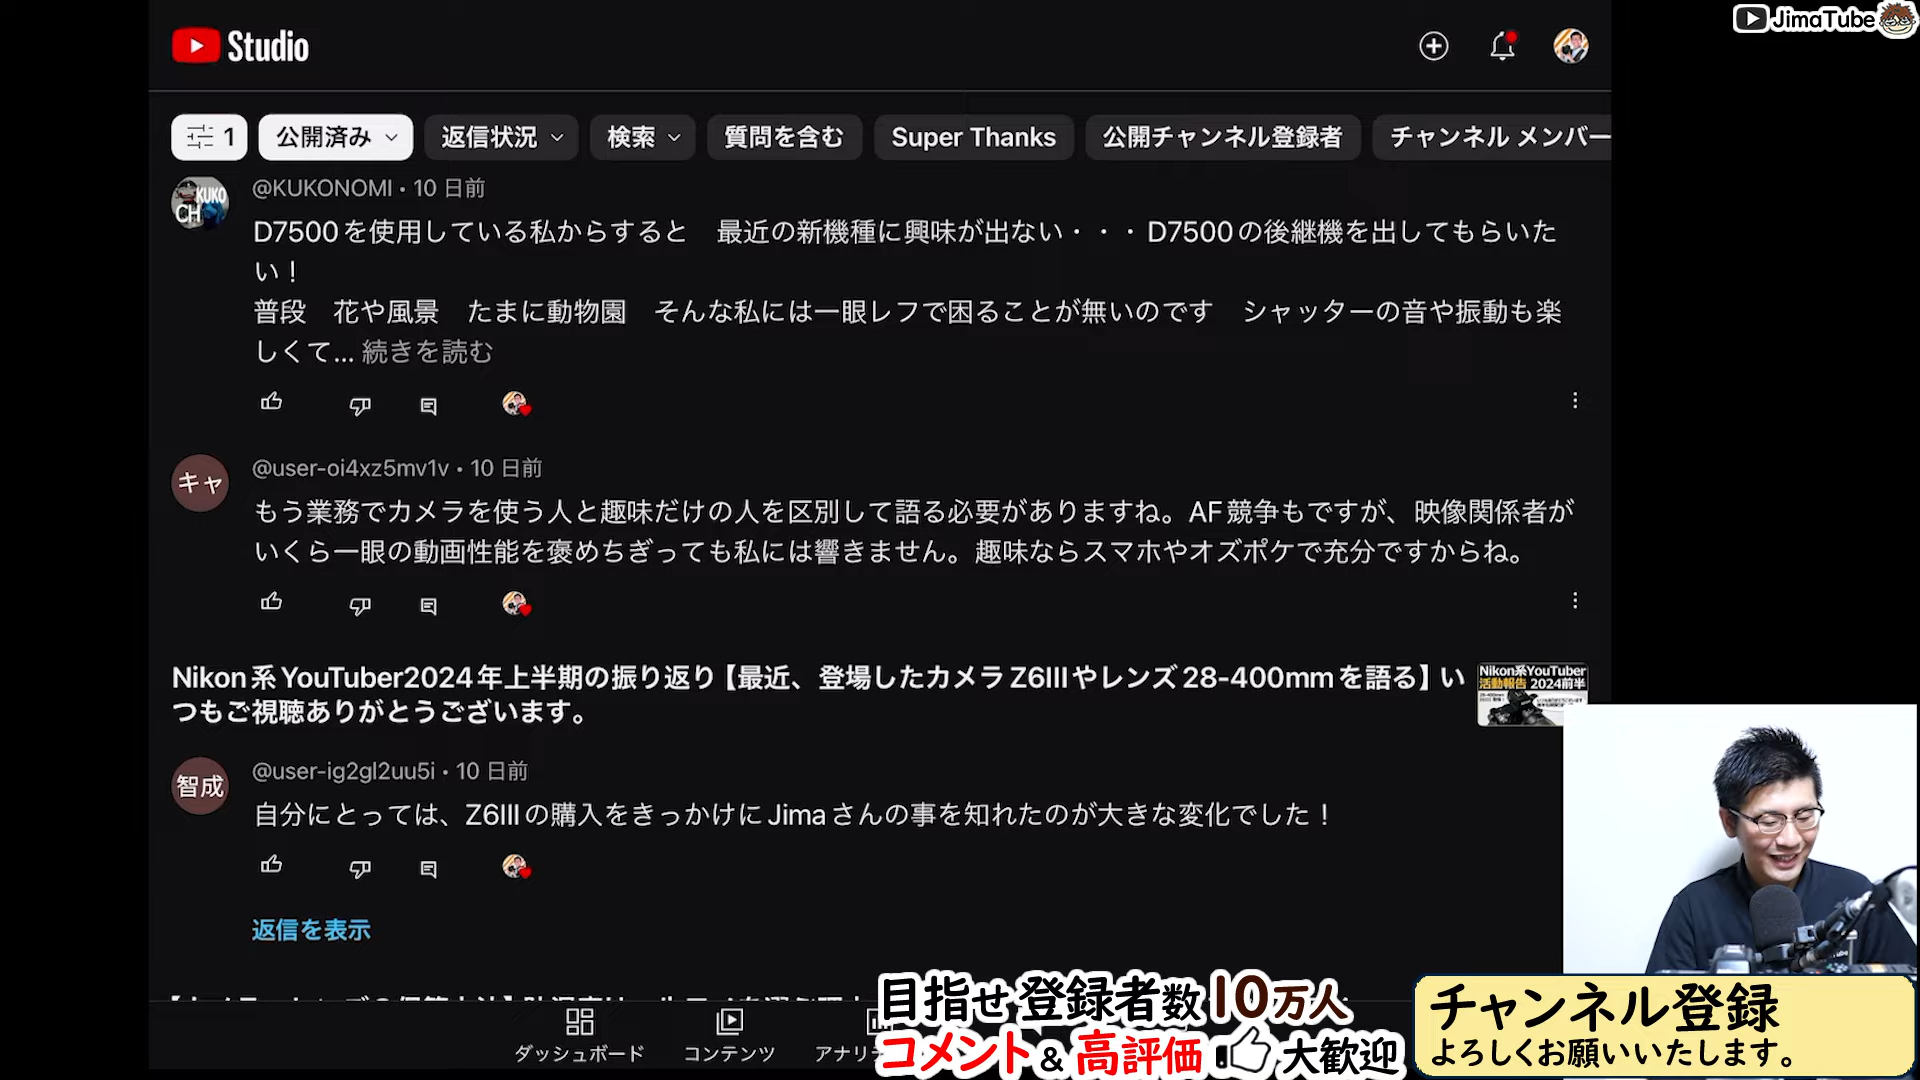 JimaTube
Studio
1
公開済み
返信状況
検索
質問を含む
Super Thanks
公開チャンネル登録者
チャンネル メンバー
KUKO
CH
@KUKONOMI • 10 日前
D7500を使用している私からすると　最近の新機種に興味が出ない・・・D7500の後継機を出してもらいた
い！
普段　花や風景　たまに動物園　そんな私には一眼レフで困ることが無いのです　シャッターの音や振動も楽
しくて... 続きを読む
キャ
@user-oi4xz5mv1v • 10 日前
もう業務でカメラを使う人と趣味だけの人を区別して語る必要がありますね。AF競争もですが、映像関係者が
いくら一眼の動画性能を褒めちぎっても私には響きません。趣味ならスマホやオズポケで充分ですからね。
Nikon系YouTuber2024年上半期の振り返り【最近、登場したカメラZ6IIIやレンズ28-400mmを語る】い
つもご視聴ありがとうございます。
Nikon系YouTuber
活動報告 2024前半
智成
@user-ig2gl2uu5i • 10 日前
自分にとっては、Z6IIIの購入をきっかけにJimaさんの事を知れたのが大きな変化でした！
返信を表示
ダッシュボード
コンテンツ
アナリ
目指せ 登録者数 10万人
コメント & 高評価 大歓迎
チャンネル登録
よろしくお願いいたします。